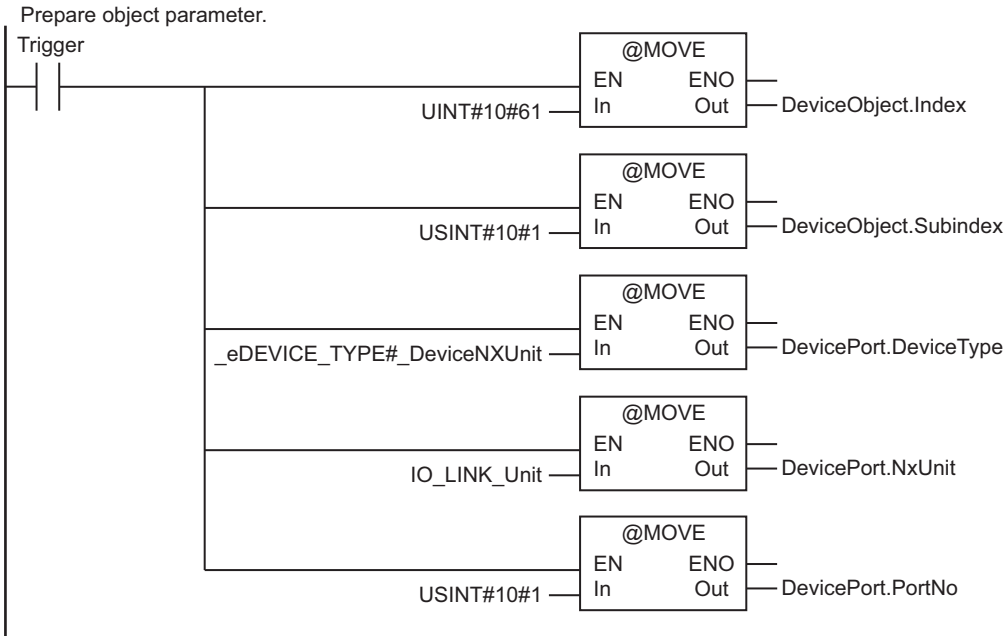 Prepare object parameter.
Trigger
@MOVE
EN ENO
UINT#10#61 In Out DeviceObject.Index
@MOVE
EN ENO
USINT#10#1 In Out DeviceObject.Subindex
@MOVE
EN ENO
_eDEVICE_TYPE#_DeviceNXUnit In Out DevicePort.DeviceType
@MOVE
EN ENO
IO_LINK_Unit In Out DevicePort.NxUnit
@MOVE
EN ENO
USINT#10#1 In Out DevicePort.PortNo